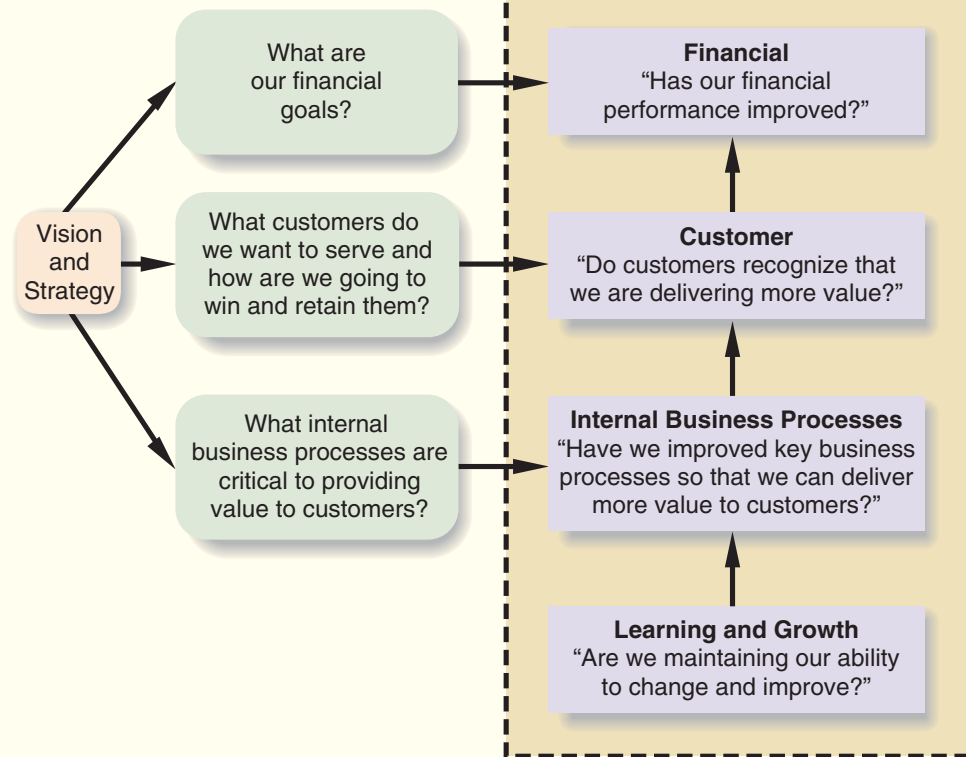 Vision
and
Strategy
What are
our financial
goals?
What customers do
we want to serve and
how are we going to
win and retain them?
What internal
business processes are
critical to providing
value to customers?
Financial
“Has our financial
performance improved?”
Customer
“Do customers recognize that
we are delivering more value?”
Internal Business Processes
“Have we improved key business
processes so that we can deliver
more value to customers?”
Learning and Growth
“Are we maintaining our ability
to change and improve?”